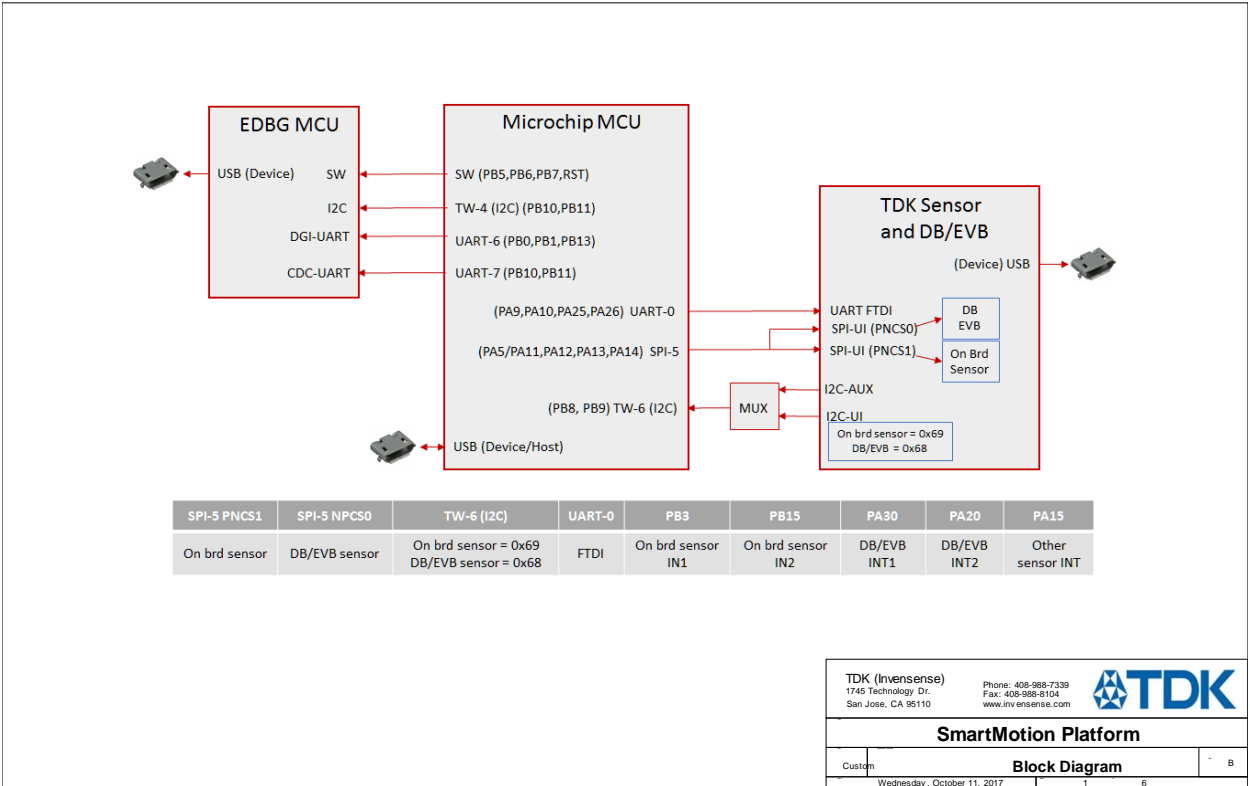 EDBG MCU
USB (Device)
SW
I2C
DGI-UART
CDC-UART
Microchip MCU
SW (PB5,PB6,PB7,RST)
TW-4 (I2C) (PB10,PB11)
UART-6 (PB0,PB1,PB13)
UART-7 (PB10,PB11)
(PA9,PA10,PA25,PA26) UART-0
(PA5/PA11,PA12,PA13,PA14) SPI-5
(PB8, PB9) TW-6 (I2C)
USB (Device/Host)
MUX
TDK Sensor
and DB/EVB
(Device) USB
UART FTDI
SPI-UI (PNCS0)
SPI-UI (PNCS1)
DB
EVB
On Brd
Sensor
I2C-AUX
I2C-UI
On brd sensor = 0x69
DB/EVB = 0x68
SPI-5 PNCS1 SPI-5 NPCS0 TW-6 (I2C) UART-0 PB3 PB15 PA30 PA20 PA15
On brd sensor
DB/EVB sensor
On brd sensor = 0x69
DB/EVB sensor = 0x68
FTDI
On brd sensor
IN1
On brd sensor
IN2
DB/EVB
INT1
DB/EVB
INT2
Other
sensor INT
TDK (Invensense)
1745 Technology Dr.
San Jose, CA 95110
Phone: 408-988-7339
Fax: 408-988-8104
www.invensense.com
TDK
SmartMotion Platform
Custom
Block Diagram
B
Wednesday, October 11, 2017
1 6